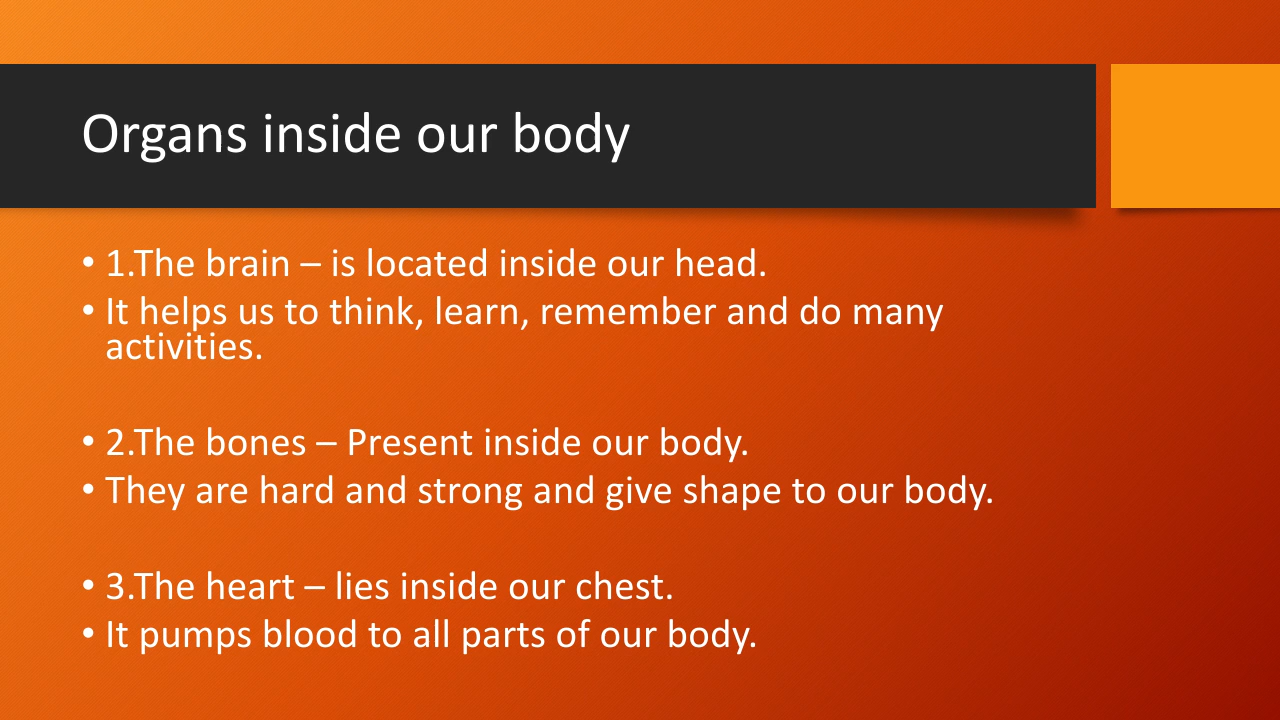 Organs inside our body
• 1.The brain – is located inside our head.
• It helps us to think, learn, remember and do many
activities.
• 2.The bones – Present inside our body.
• They are hard and strong and give shape to our body.
• 3.The heart – lies inside our chest.
• It pumps blood to all parts of our body.